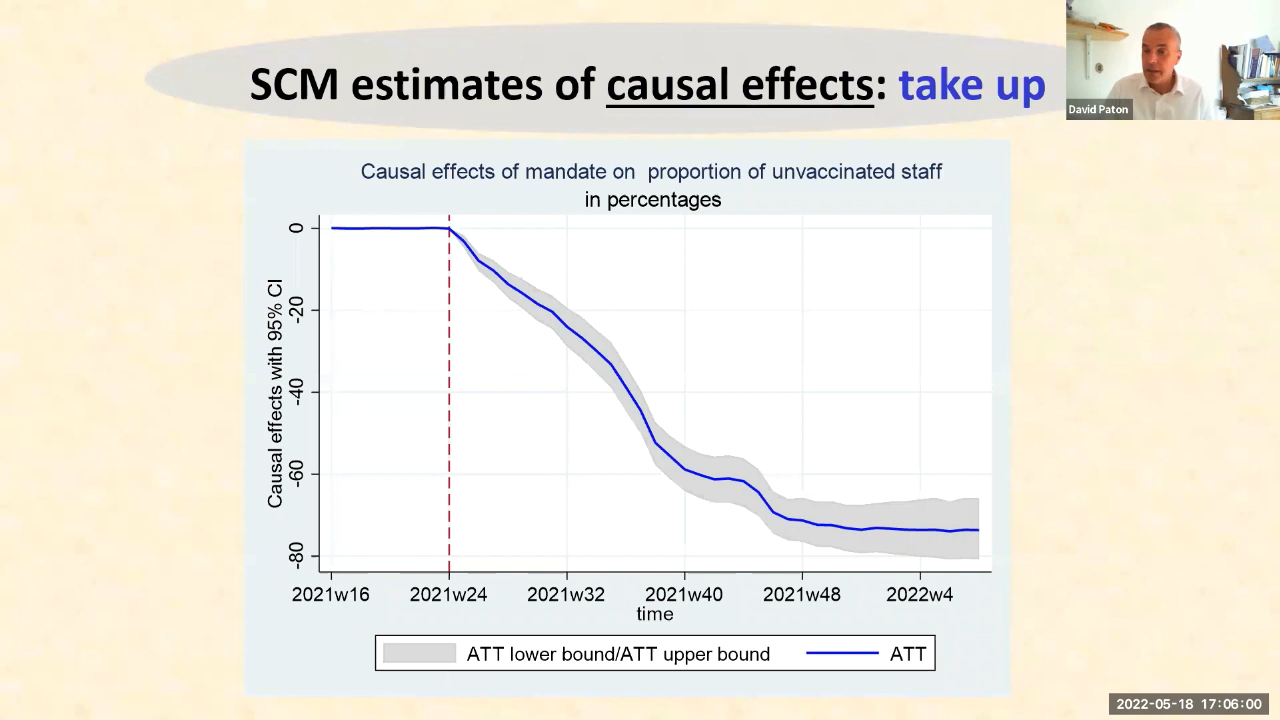 SCM estimates of causal effects: take up
David Paton
Causal effects of mandate on proportion of unvaccinated staff
in percentages
Causal effects with 95% CI
0
-20
-40
-60
-80
2021w16 2021w24 2021w32 2021w40 2021w48 2022w4
time
ATT lower bound/ATT upper bound ATT
2022-05-18 17:06:00